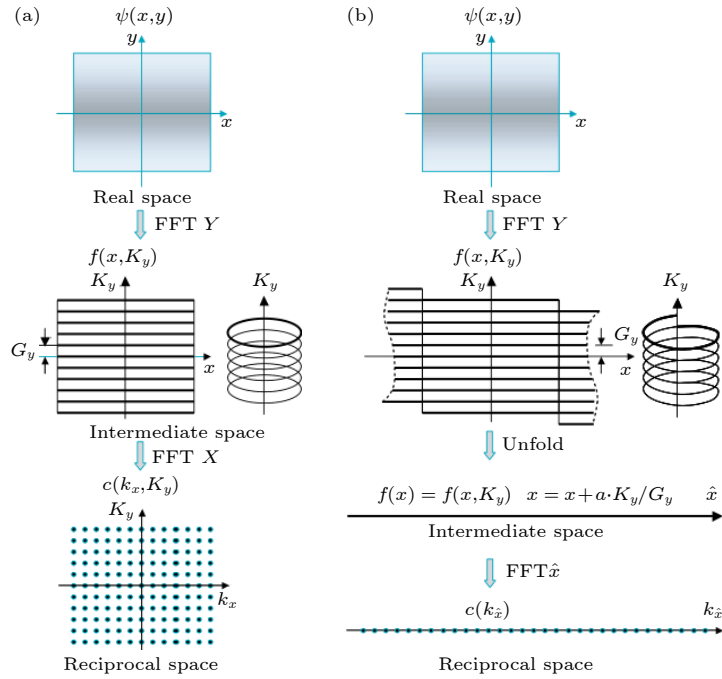 (a)
ψ(x,y)
y
x
Real space
FFT Y
f(x,K_y)
K_y
K_y
G_y
x
Intermediate space
FFT X
c(k_x,K_y)
K_y
k_x
Reciprocal space
(b)
ψ(x,y)
y
x
Real space
FFT Y
f(x,K_y)
K_y
K_y
G_y
x
Unfold
f(x) = f(x,K_y) x = x+a·K_y/G_y x̂
Intermediate space
FFTx̂
c(k_x̂) k_x̂
Reciprocal space